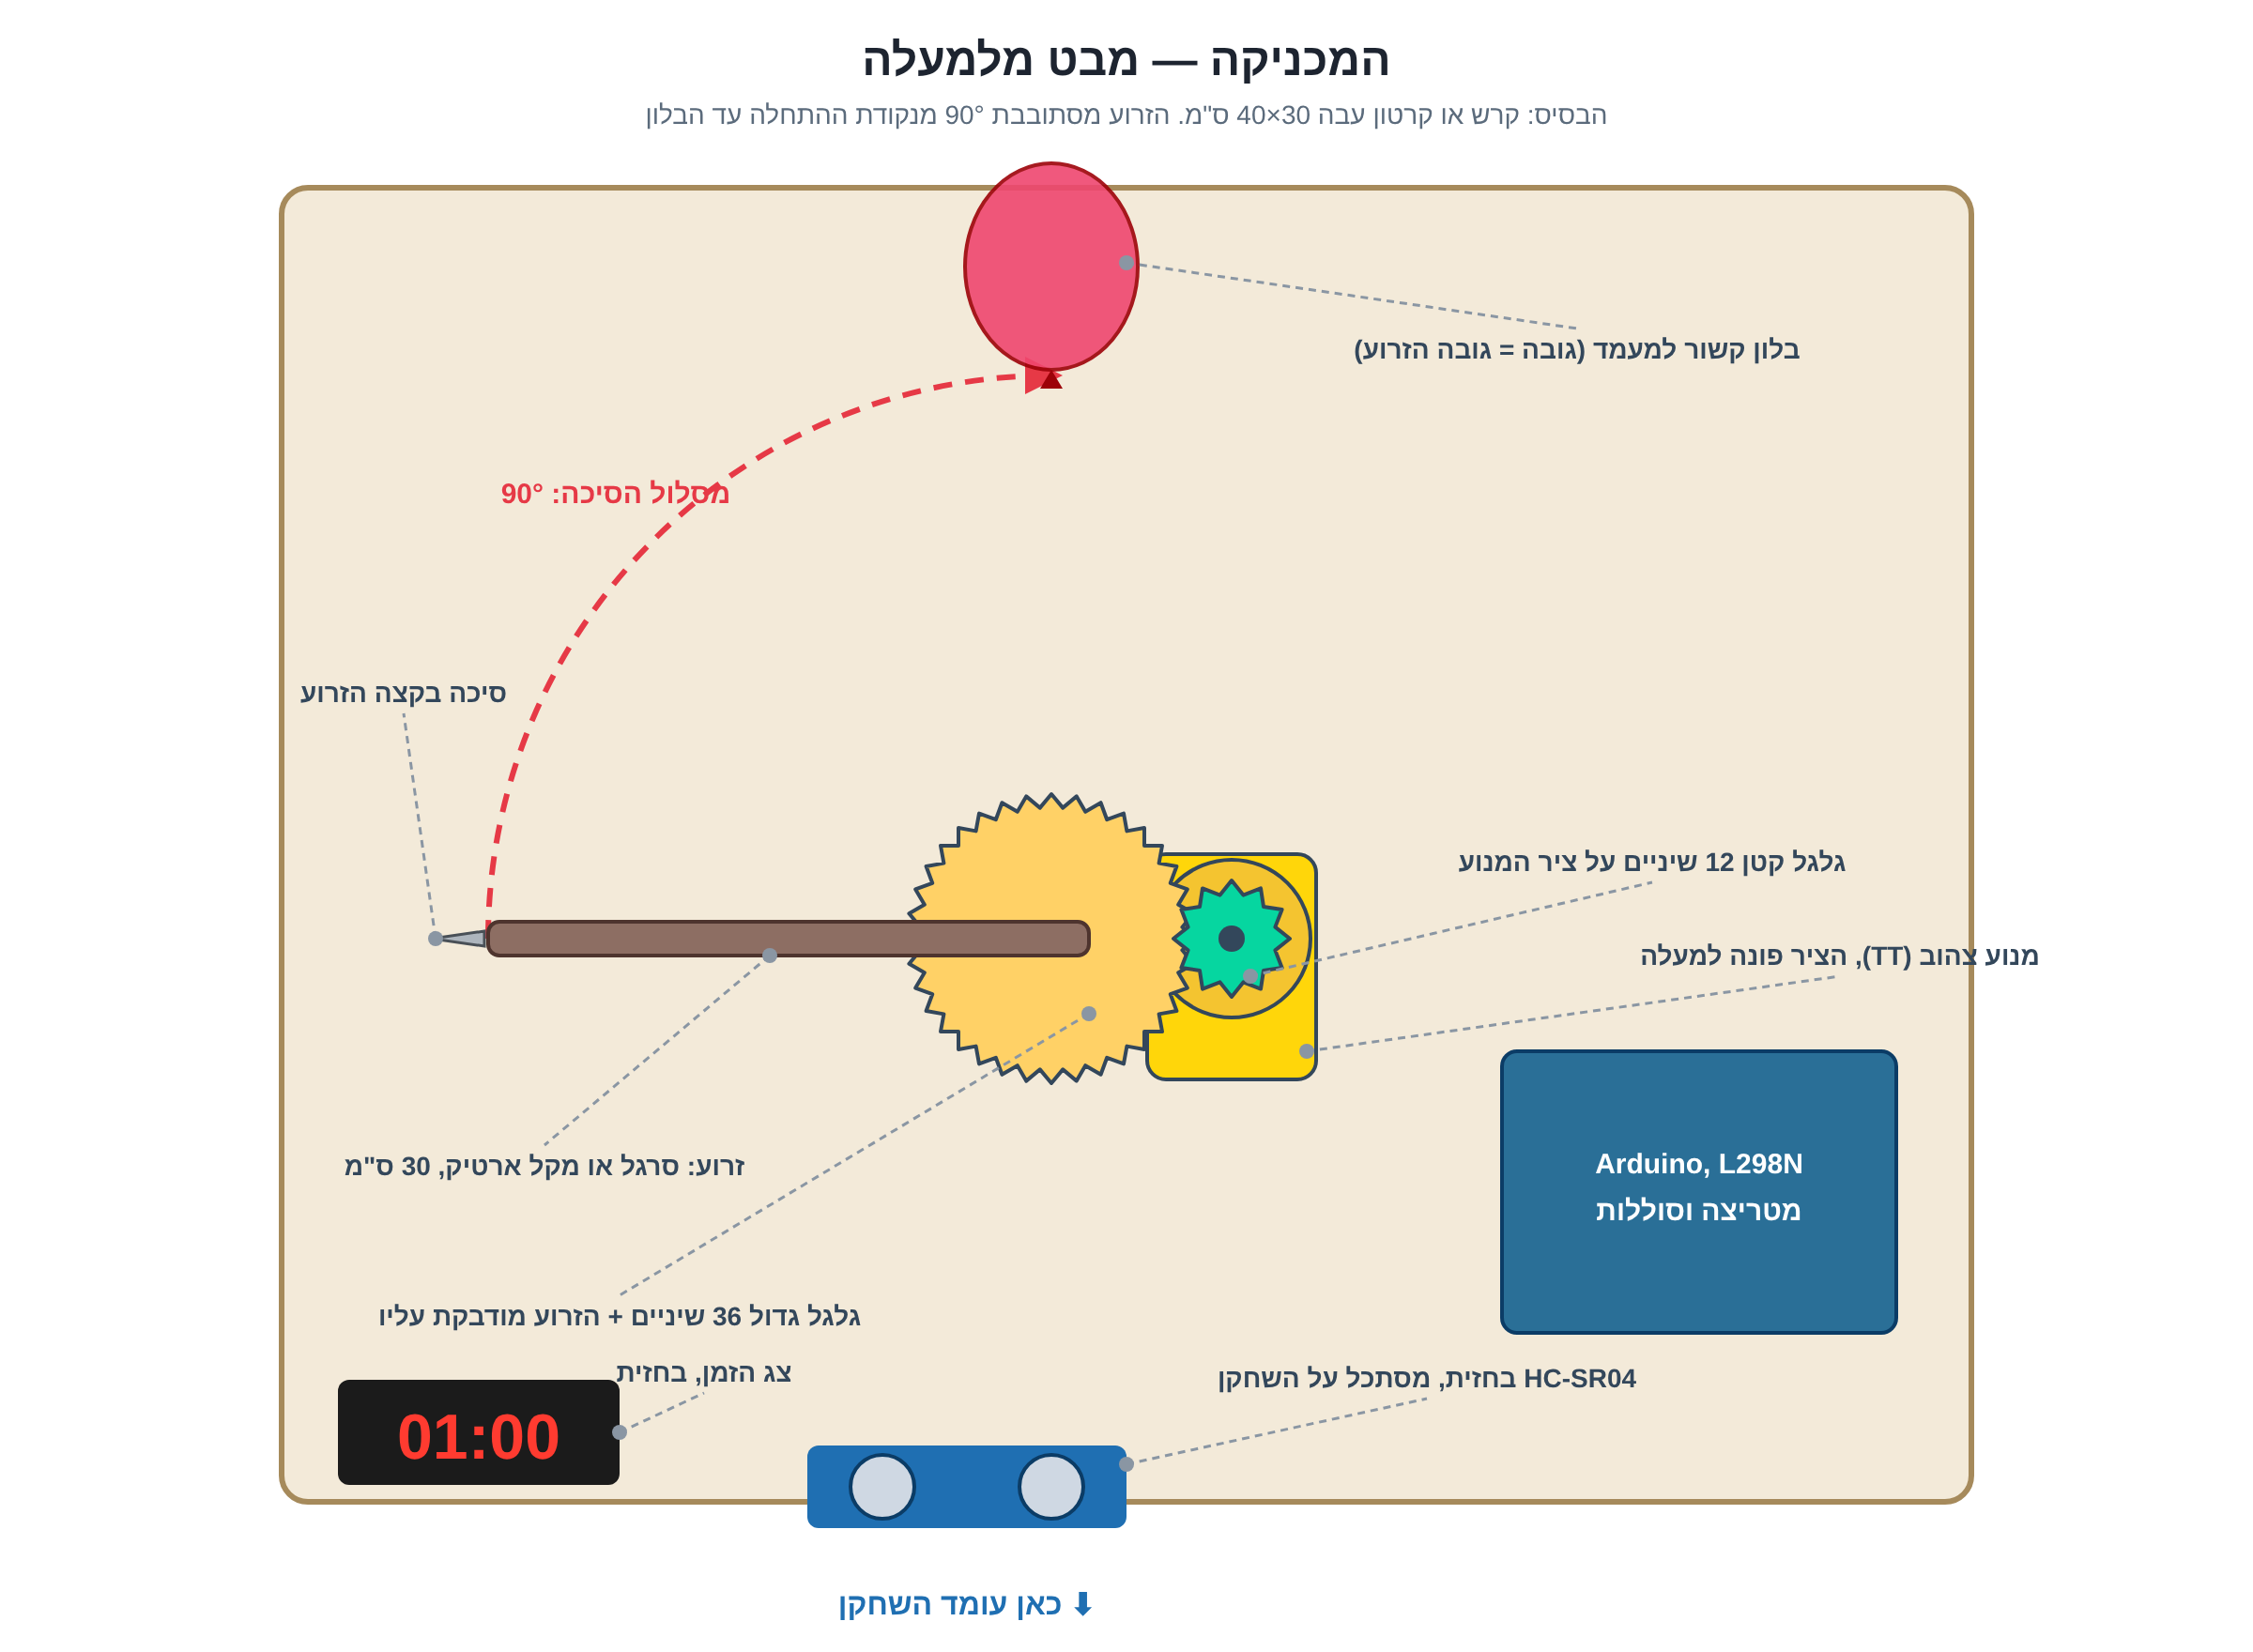 המכניקה — מבט מלמעלה
הבסיס: קרש או קרטון עבה 30×40 ס"מ. הזרוע מסתובבת 90° מנקודת ההתחלה עד הבלון
בלון קשור למעמד (גובה = גובה הזרוע)
מסלול הסיכה: 90°
סיכה בקצה הזרוע
גלגל קטן 12 שיניים על ציר המנוע
מנוע צהוב (TT), הציר פונה למעלה
Arduino, L298N
מטריצה וסוללות
זרוע: סרגל או מקל ארטיק, 30 ס"מ
גלגל גדול 36 שיניים + הזרוע מודבקת עליו
צג הזמן, בחזית
HC-SR04 בחזית, מסתכל על השחקן
01:00
⬇ כאן עומד השחקן